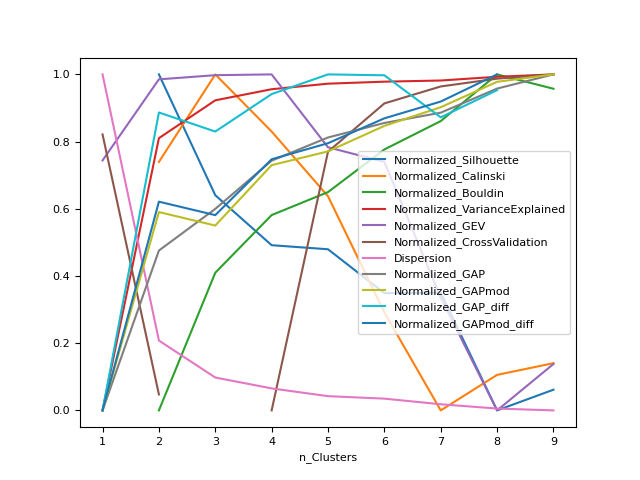 1.0
0.8
0.6
0.4
0.2
0.0
Normalized_Silhouette
Normalized_Calinski
Normalized_Bouldin
Normalized_VarianceExplained
Normalized_GEV
Normalized_CrossValidation
Dispersion
Normalized_GAP
Normalized_GAPmod
Normalized_GAP_diff
Normalized_GAPmod_diff
1 2 3 4 5 6 7 8 9
n_Clusters